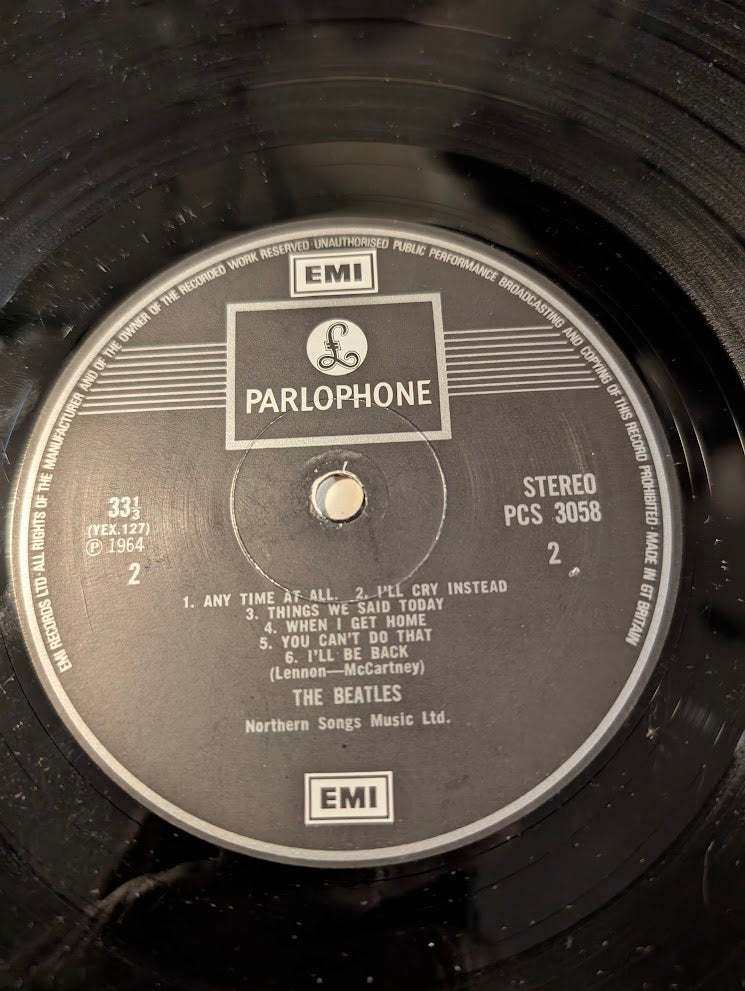 EMI RECORDS LTD·ALL RIGHTS OF THE MANUFACTURER AND OF THE OWNER OF THE RECORDED WORK RESERVED·UNAUTHORISED PUBLIC PERFORMANCE BROADCASTING AND COPYING OF THIS RECORD PROHIBITED·MADE IN GT BRITAIN
EMI
£
PARLOPHONE
33⅓
(YEX.127)
Ⓟ 1964
2
STEREO
PCS 3058
2
1. ANY TIME AT ALL. 2. I'LL CRY INSTEAD
3. THINGS WE SAID TODAY
4. WHEN I GET HOME
5. YOU CAN'T DO THAT
6. I'LL BE BACK
(Lennon—McCartney)
THE BEATLES
Northern Songs Music Ltd.
EMI